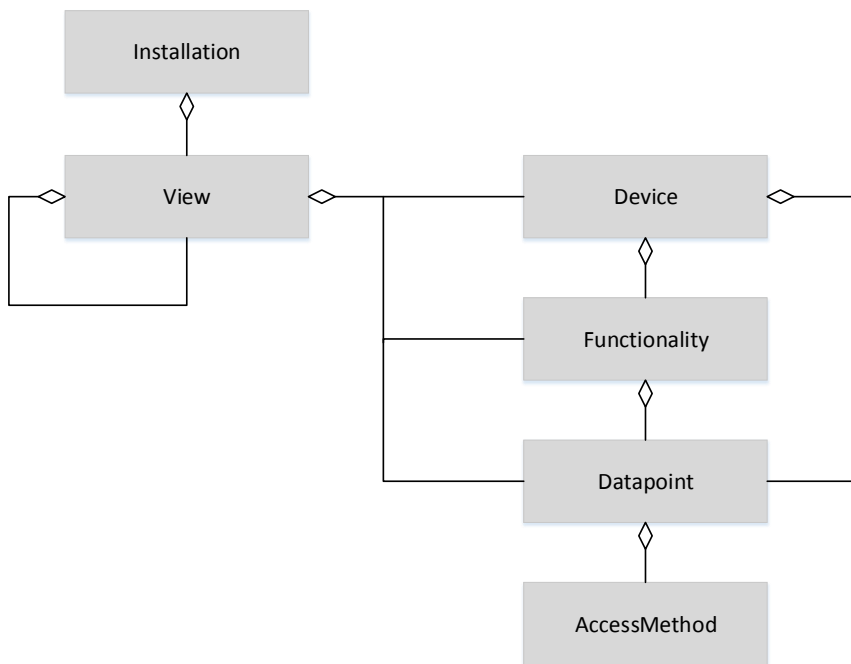 Installation
View
Device
Functionality
Datapoint
AccessMethod